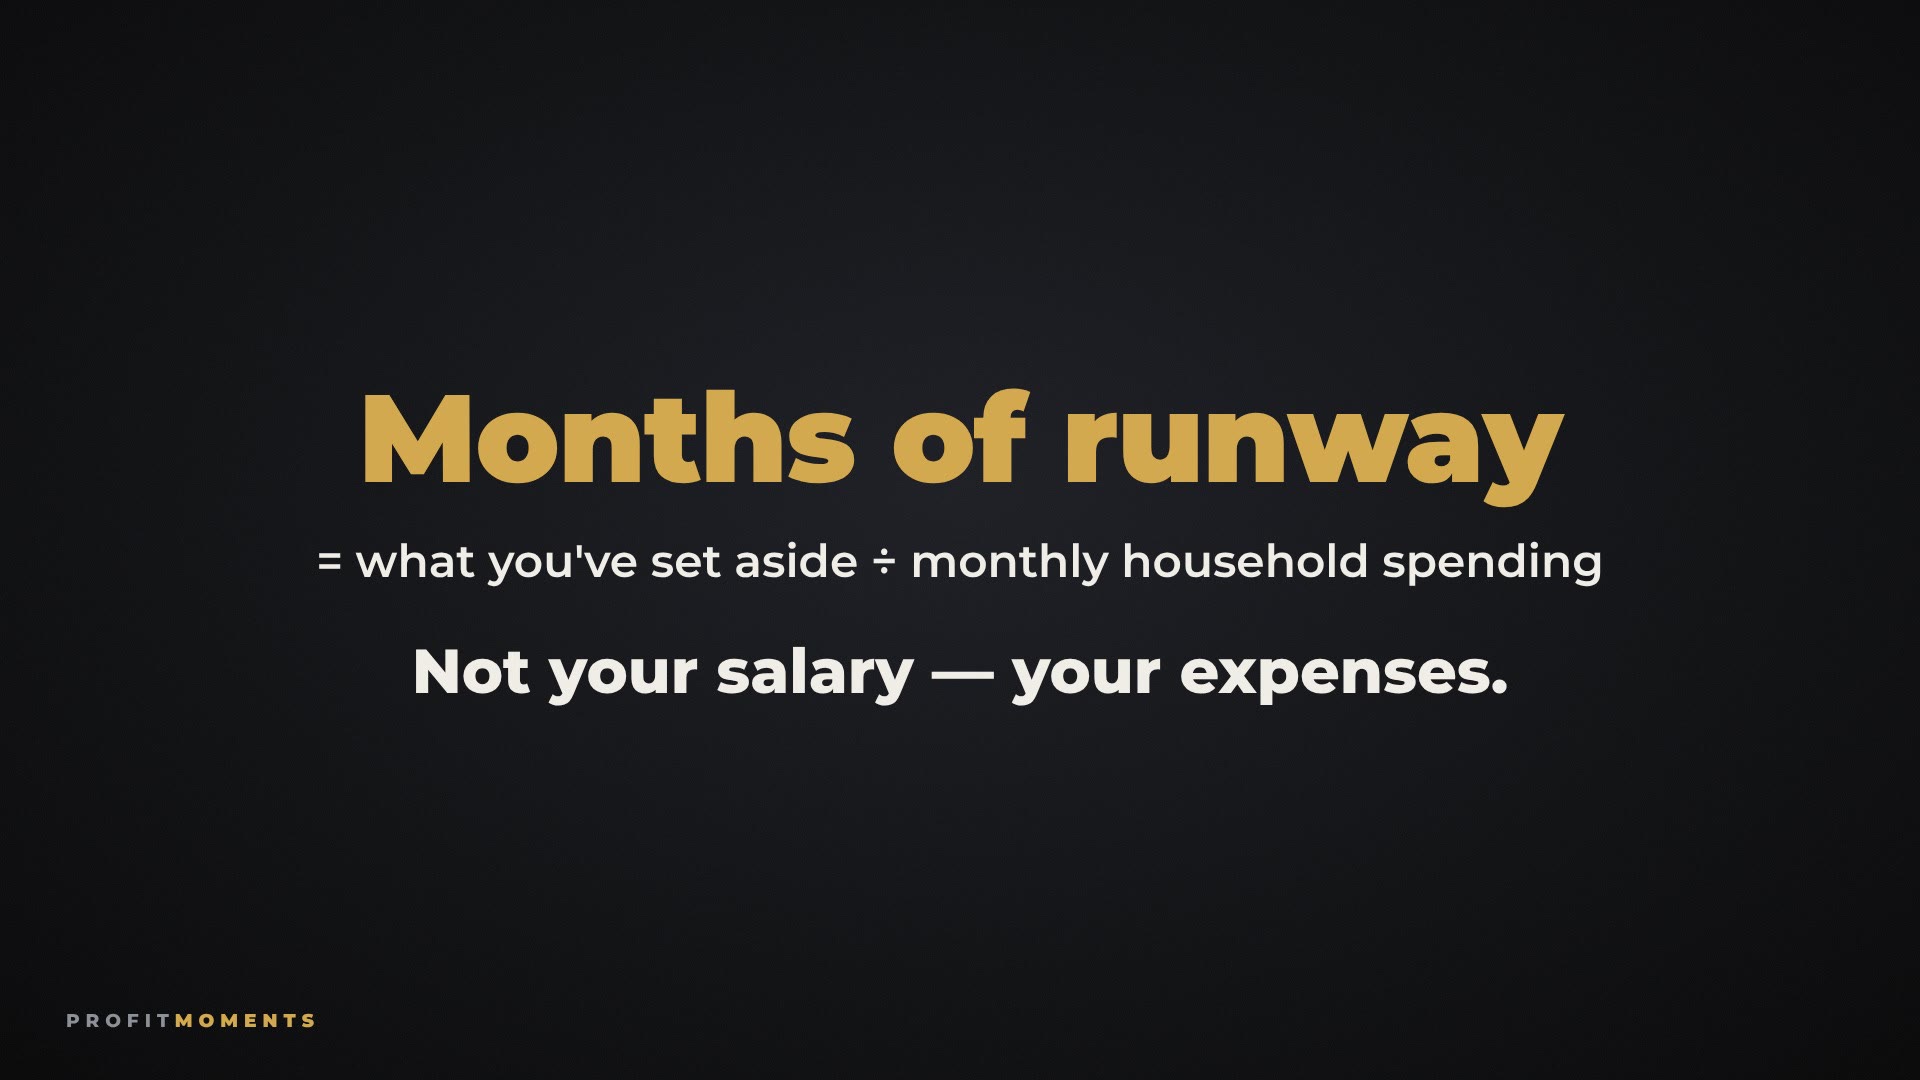 Months of runway
= what you've set aside ÷ monthly household spending
Not your salary — your expenses.
PROFITMOMENTS